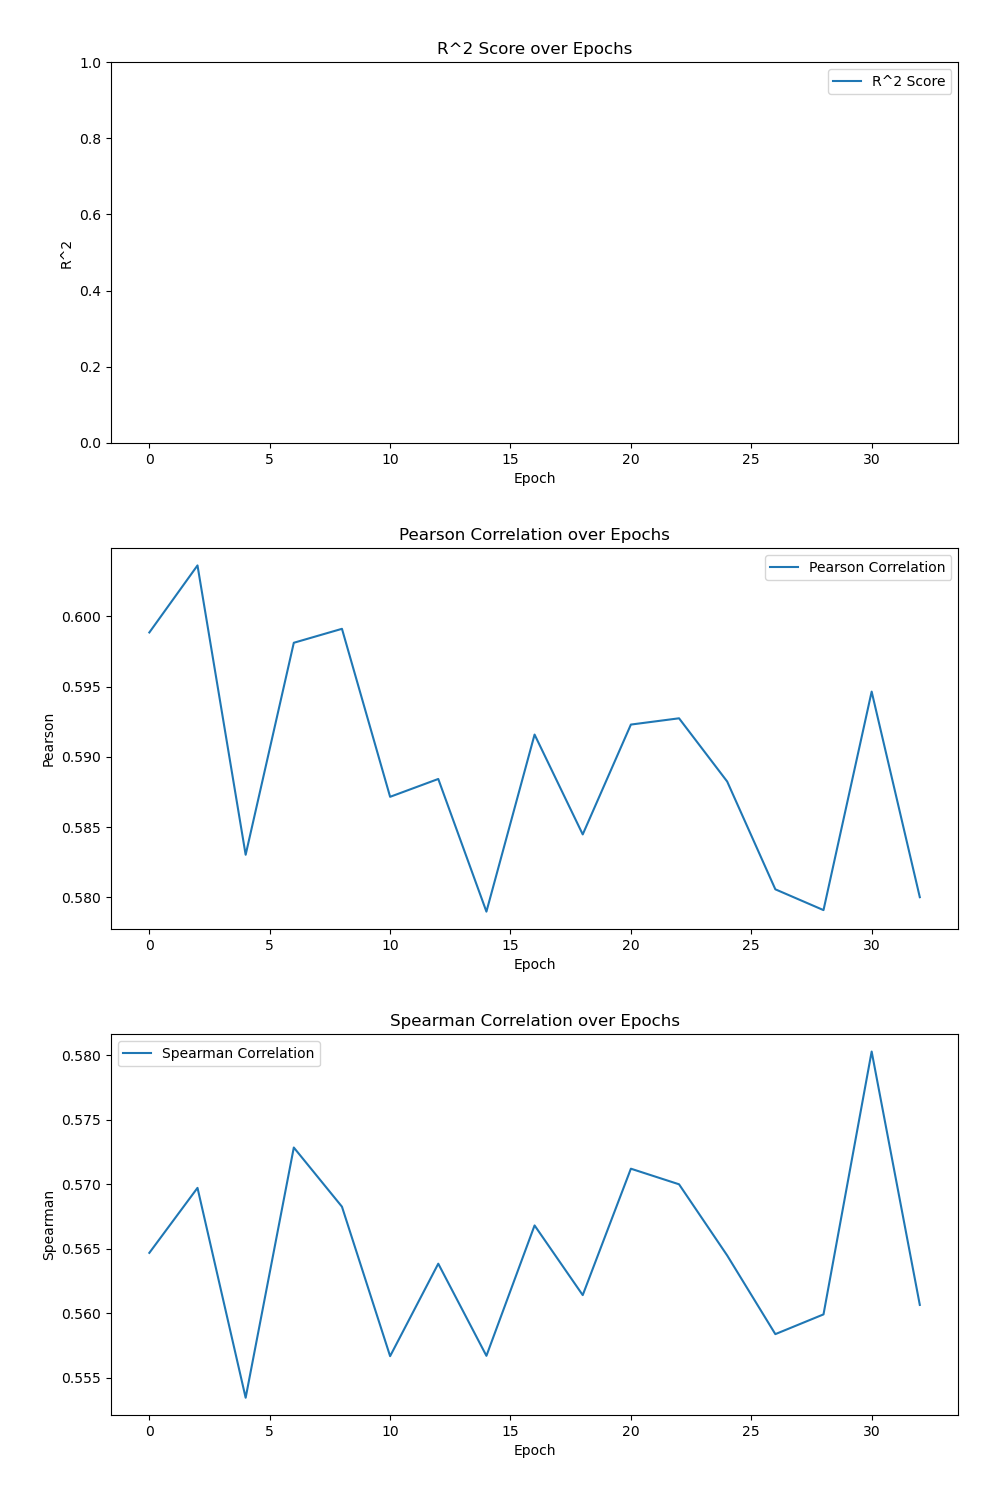 R^2 Score over Epochs
1.0
R^2 Score
0.8
0.6
R^2
0.4
0.2
0.0
0 5 10 15 20 25 30
Epoch
Pearson Correlation over Epochs
Pearson Correlation
0.600
0.595
Pearson
0.590
0.585
0.580
0 5 10 15 20 25 30
Epoch
Spearman Correlation over Epochs
Spearman Correlation
0.580
0.575
0.570
Spearman
0.565
0.560
0.555
0 5 10 15 20 25 30
Epoch